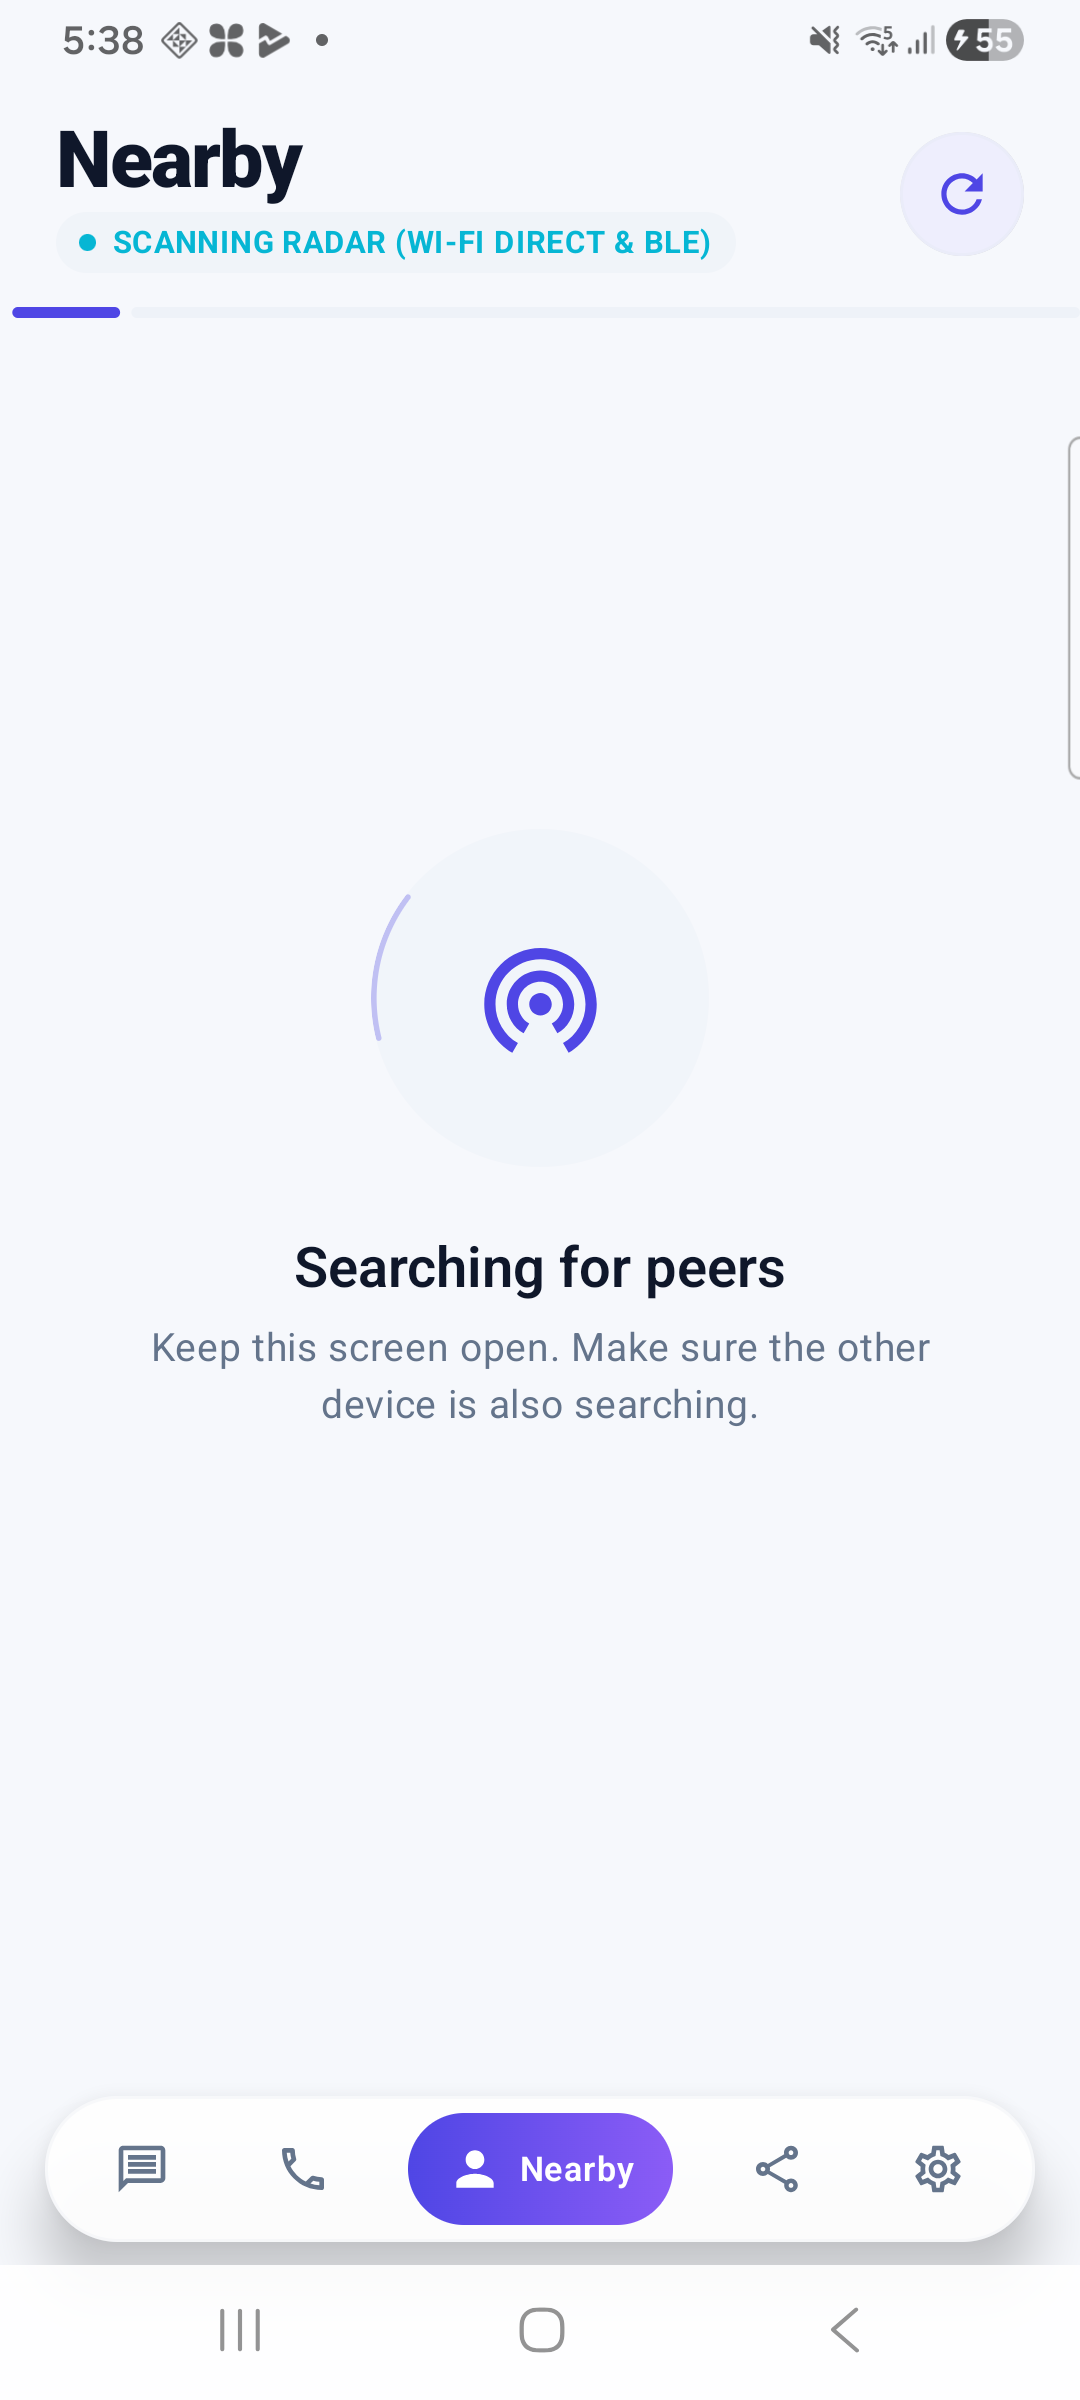 5:38
5
55
Nearby
SCANNING RADAR (WI-FI DIRECT & BLE)
Searching for peers
Keep this screen open. Make sure the other
device is also searching.
Nearby